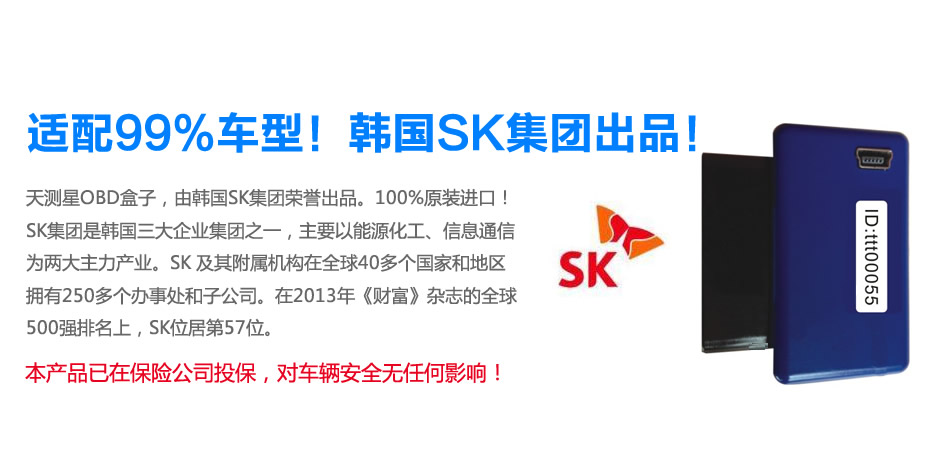 适配99%车型！韩国SK集团出品！
天测星OBD盒子，由韩国SK集团荣誉出品。100%原装进口！
SK集团是韩国三大企业集团之一，主要以能源化工、信息通信
为两大主力产业。SK 及其附属机构在全球40多个国家和地区
拥有250多个办事处和子公司。在2013年《财富》杂志的全球
500强排名上，SK位居第57位。
本产品已在保险公司投保，对车辆安全无任何影响！
SK
ID:ttt00055